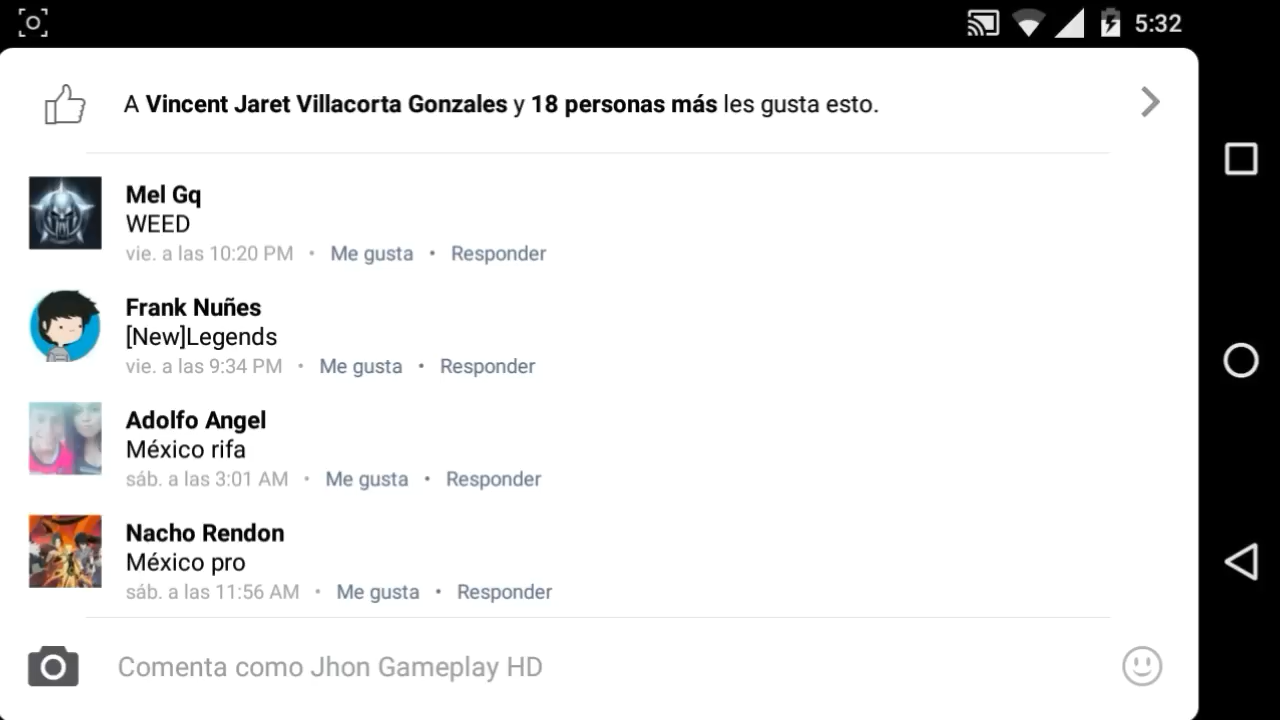 5:32
A Vincent Jaret Villacorta Gonzales y 18 personas más les gusta esto.
Mel Gq
WEED
vie. a las 10:20 PM • Me gusta • Responder
Frank Nuñes
[New]Legends
vie. a las 9:34 PM • Me gusta • Responder
Adolfo Angel
México rifa
sáb. a las 3:01 AM • Me gusta • Responder
Nacho Rendon
México pro
sáb. a las 11:56 AM • Me gusta • Responder
Comenta como Jhon Gameplay HD